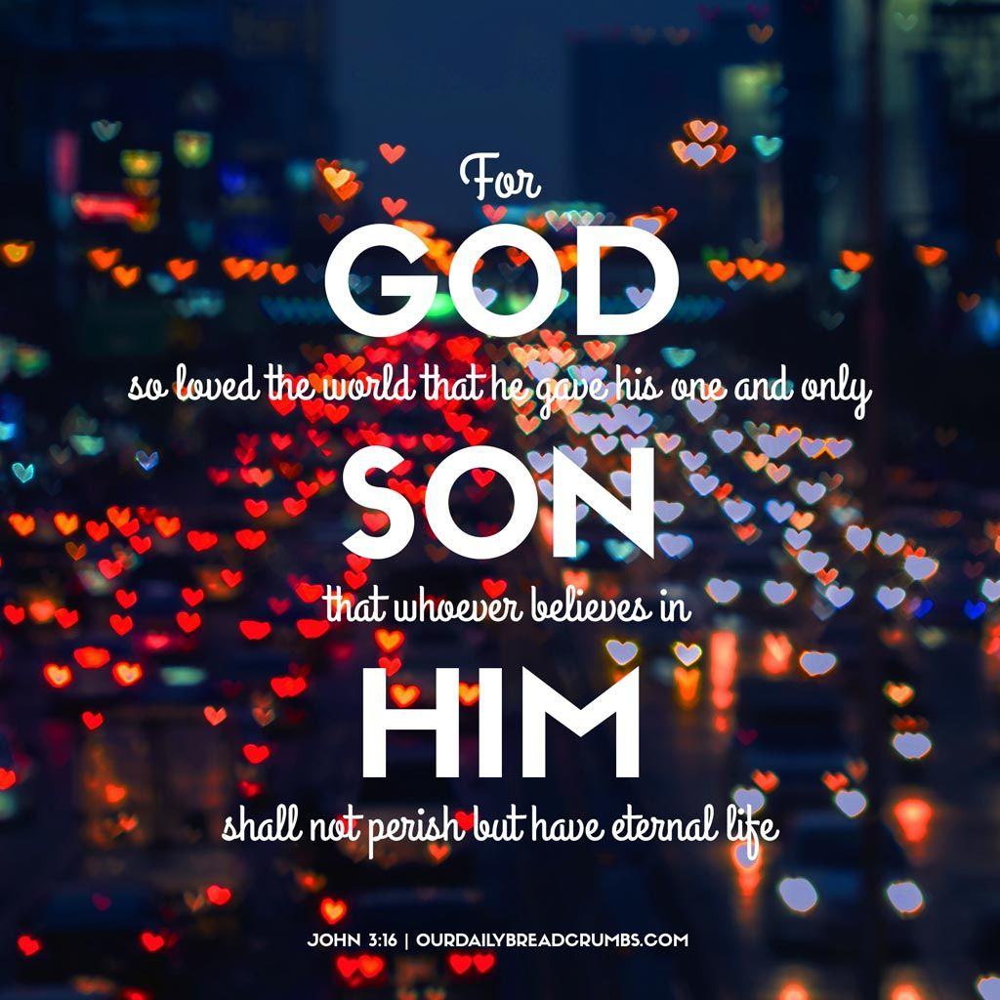 For
GOD
so loved the world that he gave his one and only
SON
that whoever believes in
HIM
shall not perish but have eternal life
JOHN 3:16 | OURDAILYBREADCRUMBS.COM